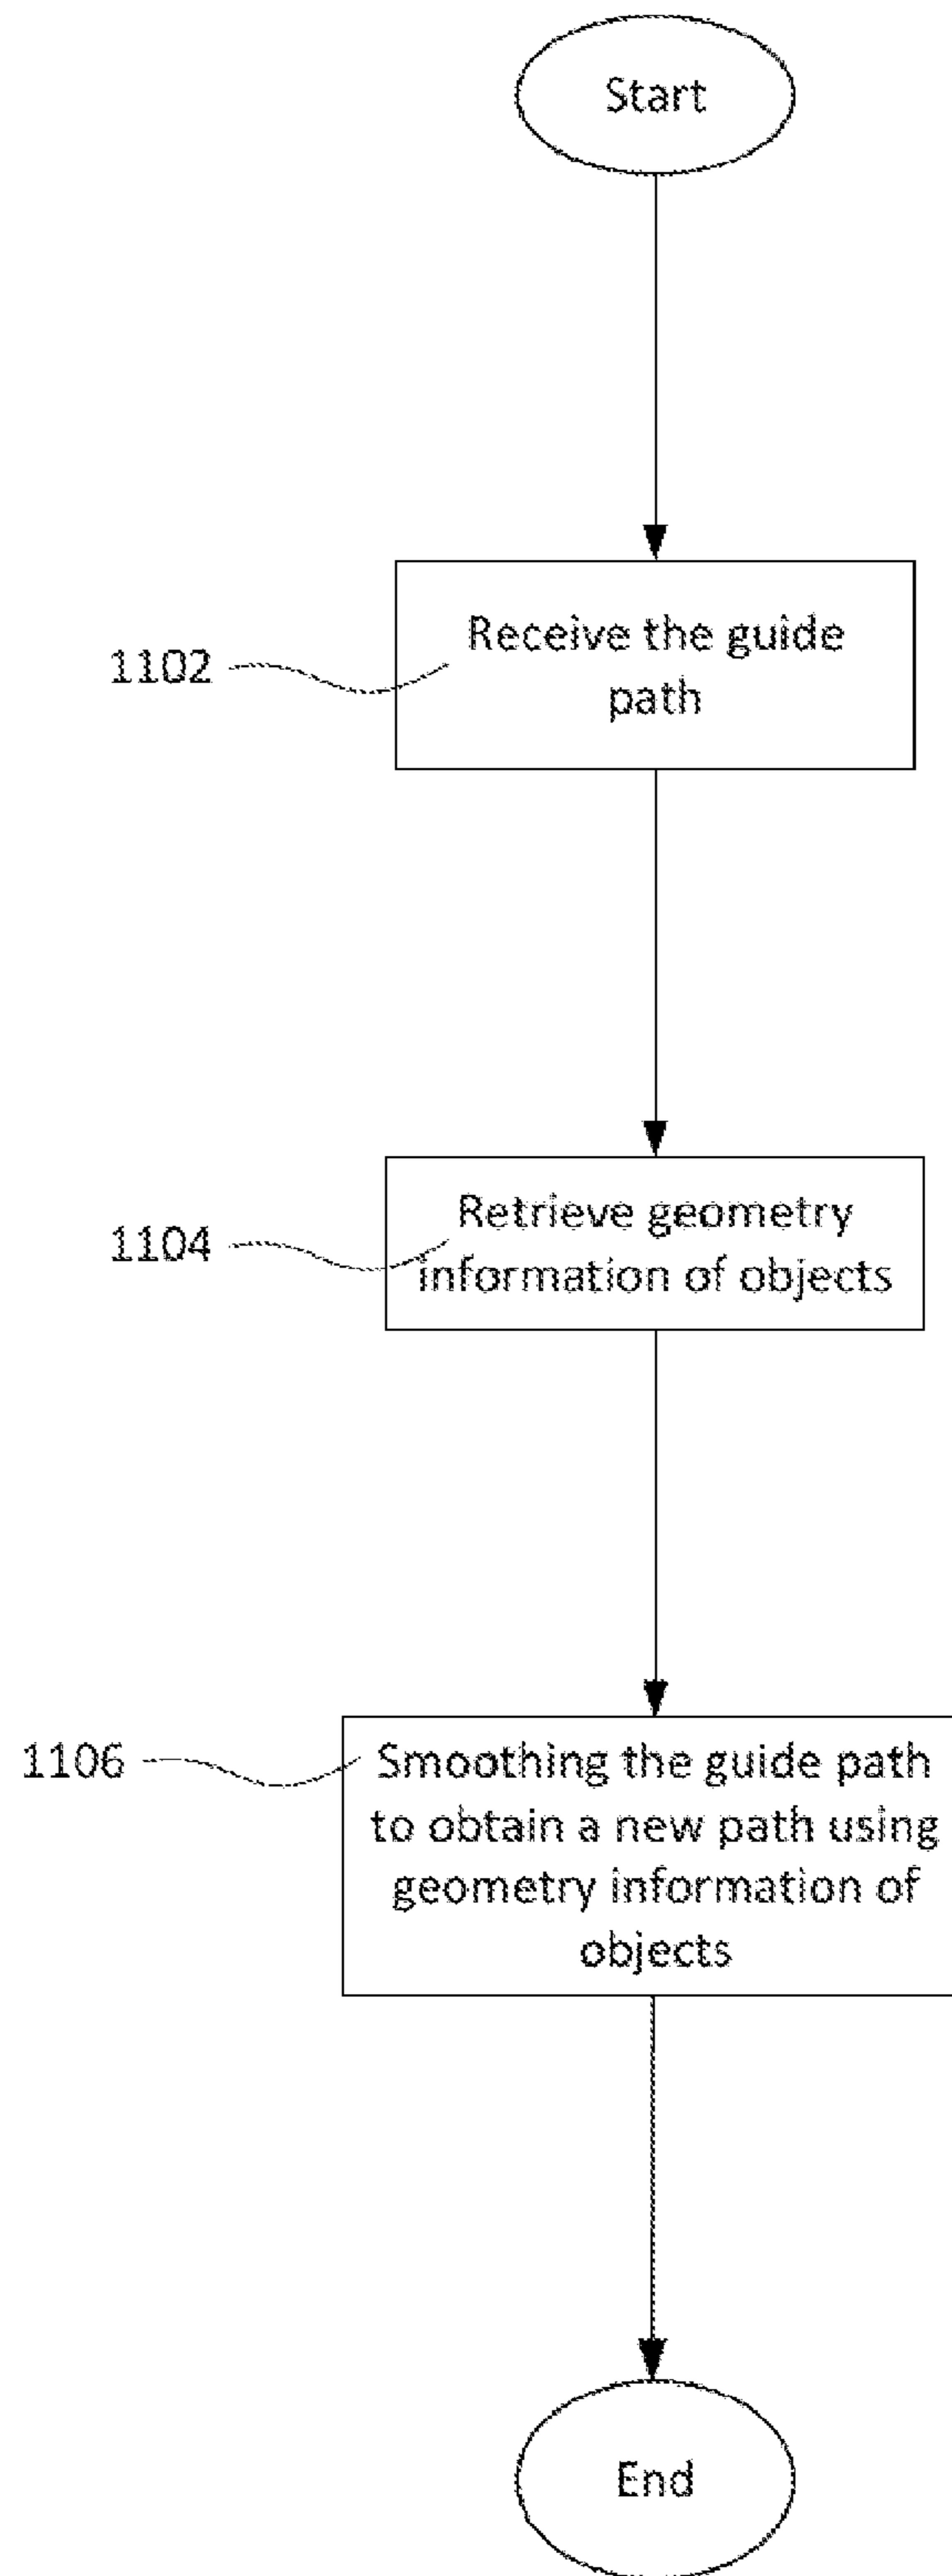 Start
1102
Receive the guide
path
1104
Retrieve geometry
information of objects
1106
Smoothing the guide path
to obtain a new path using
geometry information of
objects
End